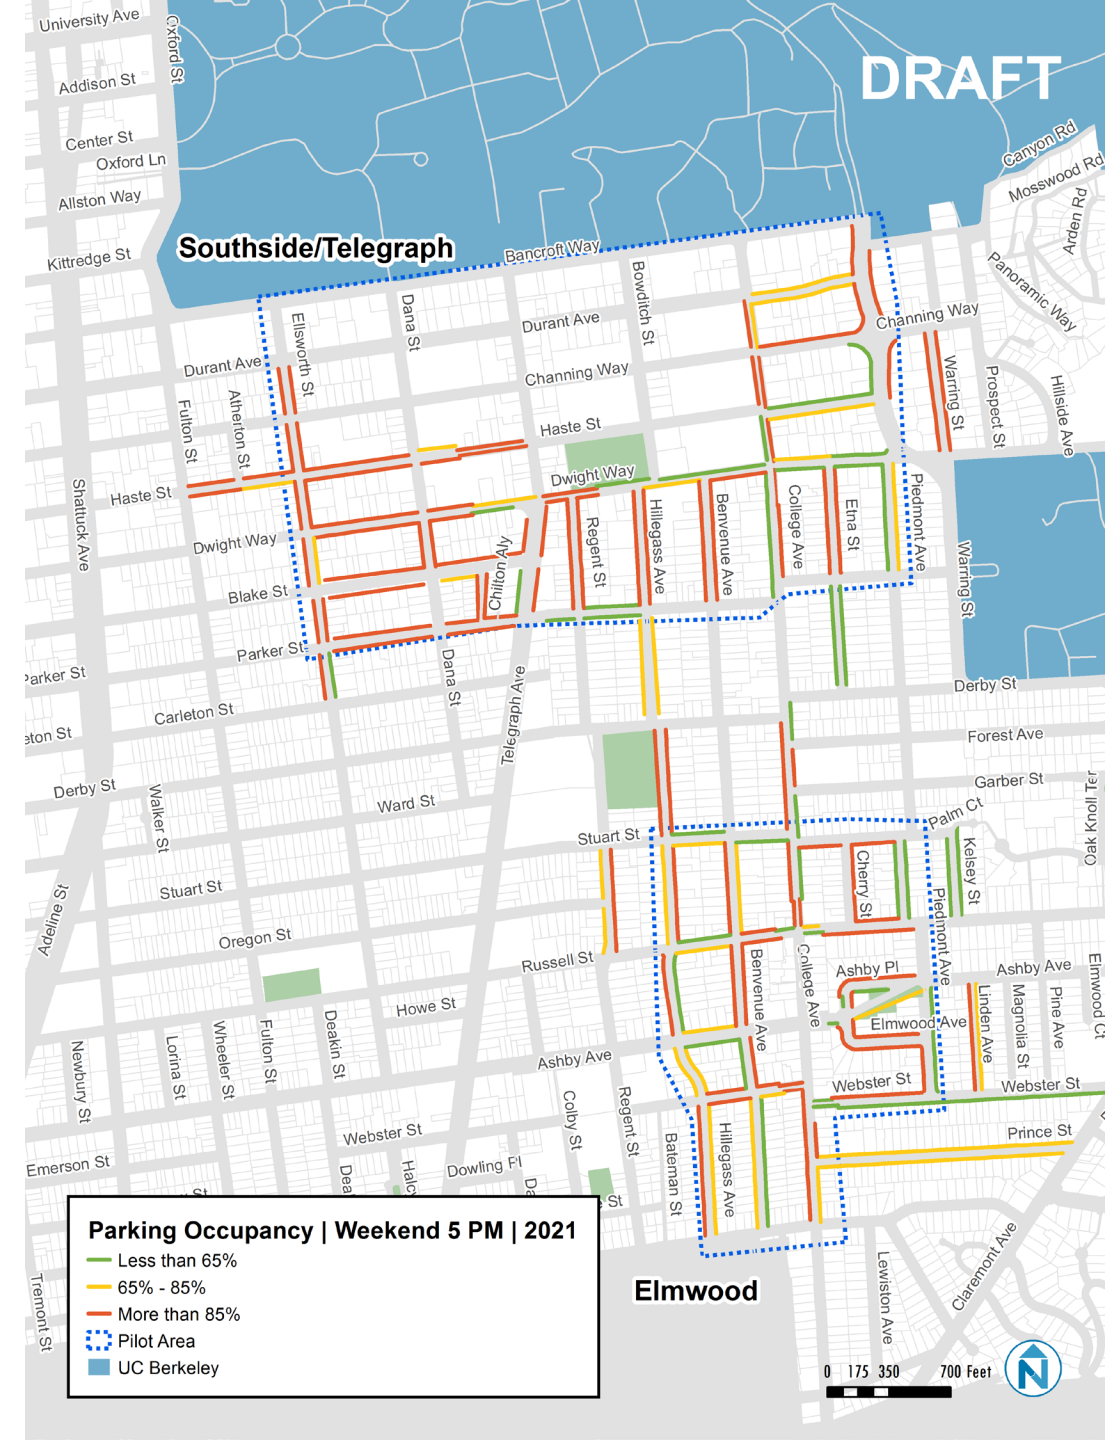 University Ave
Oxford St
DRAFT
Addison St
Center St
Oxford Ln
Canyon Rd
Mosswood Rd
Allston Way
Arden Rd
Southside/Telegraph
Bancroft Way
Kittredge St
Panoramic Way
Bowditch St
Dana St
Ellsworth St
Durant Ave
Channing Way
Durant Ave
Channing Way
Warring St
Prospect St
Hillside Ave
Fulton St
Atherton St
Haste St
Dwight Way
Shattuck Ave
Haste St
Piedmont Ave
College Ave
Etna St
Benvenue Ave
Hillegass Ave
Regent St
Dwight Way
Chilton Aly
Warring St
Blake St
Parker St
Parker St
Dana St
Telegraph Ave
Derby St
Carleton St
eton St
Forest Ave
Garber St
Oak Knoll Ter
Derby St
Walker St
Ward St
Palm Ct
Stuart St
Kelsey St
Cherry St
Stuart St
Adeline St
Piedmont Ave
Oregon St
Russell St
Benvenue Ave
College Ave
Ashby Pl
Ashby Ave
Elmwood Ct
Howe St
Linden Ave
Magnolia St
Pine Ave
Elmwood Ave
Newbury St
Lorina St
Wheeler St
Fulton St
Deakin St
Ashby Ave
Webster St
Webster St
Colby St
Regent St
Webster St
Prince St
Hillegass Ave
Bateman St
Emerson St
Dowling Pl
Parking Occupancy | Weekend 5 PM | 2021
Less than 65%
65% - 85%
More than 85%
Pilot Area
UC Berkeley
Tremont St
Elmwood
Lewiston Ave
Claremont Ave
0 175 350 700 Feet
N